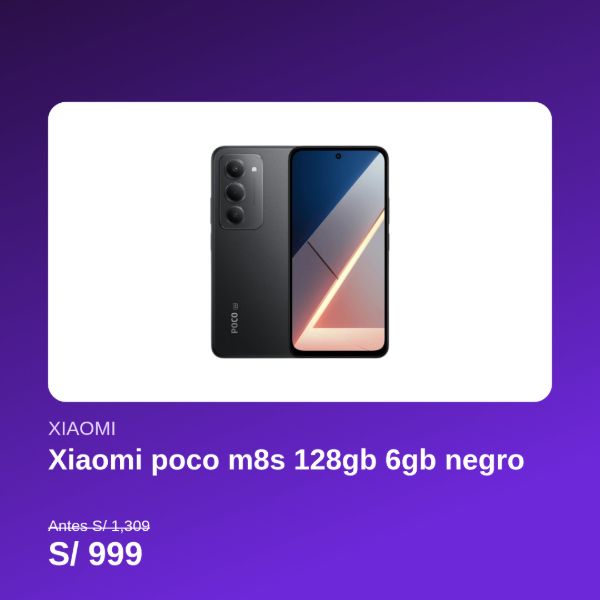 POCO
XIAOMI
Xiaomi poco m8s 128gb 6gb negro
Antes S/ 1,309
S/ 999